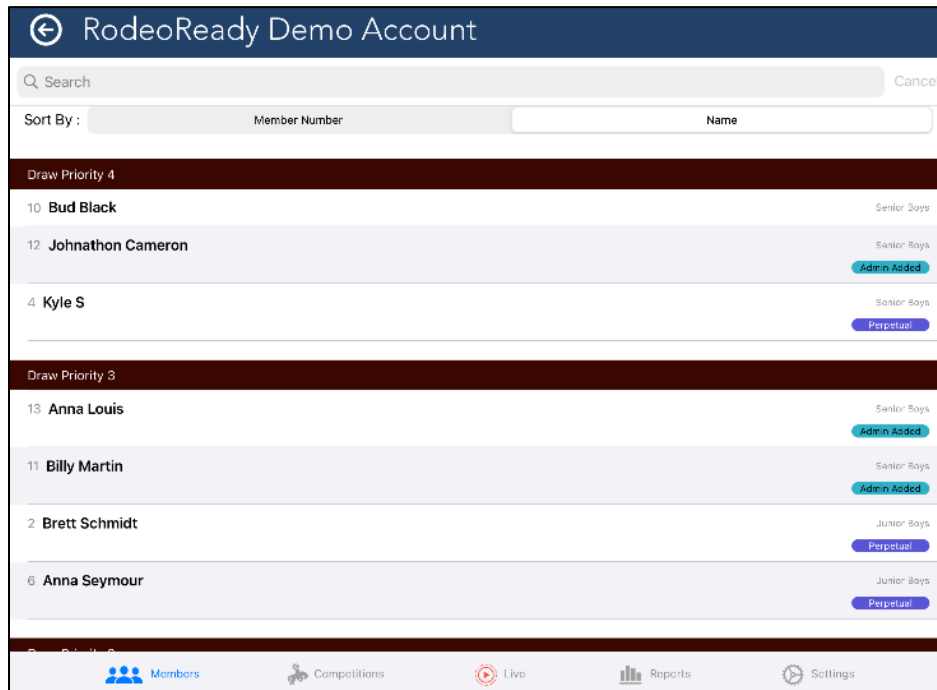 RodeoReady Demo Account
Search Cance
Sort By : Member Number Name
Draw Priority 4
10 Bud Black Senior Boys
12 Johnathon Cameron Senior Boys
Admin Added
4 Kyle S Senior Boys
Perpetual
Draw Priority 3
13 Anna Louis Senior Boys
Admin Added
11 Billy Martin Senior Boys
Admin Added
2 Brett Schmidt Junior Boys
Perpetual
6 Anna Seymour Junior Boys
Perpetual
Members Competitions Live Reports Settings